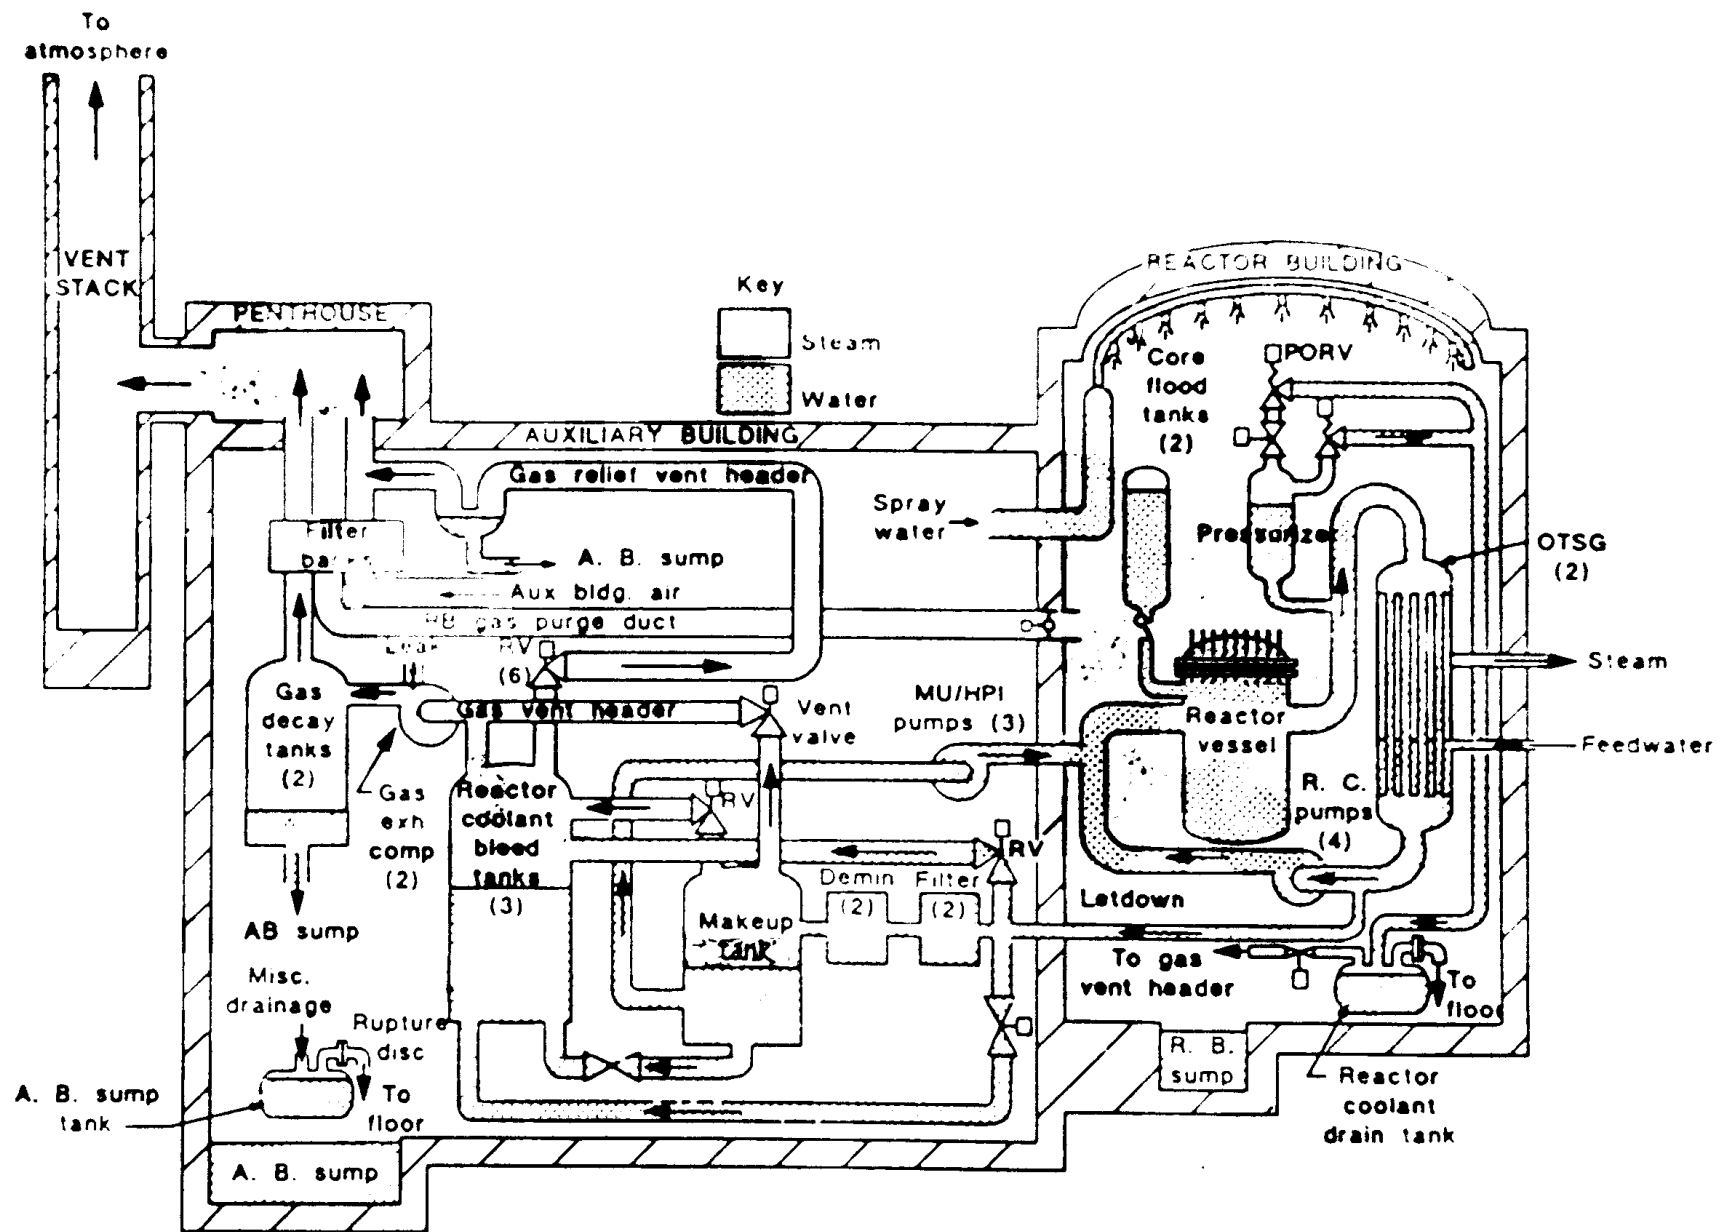 To
atmosphere
VENT
STACK
PENTHOUSE
Key
Steam
Water
REACTOR BUILDING
AUXILIARY BUILDING
Gas relief vent header
Filter
banks
A. B. sump
Aux bldg. air
RB gas purge duct
Leak
RV
(6)
Gas
decay
tanks
(2)
Gas vent header
Vent
valve
Gas
exh
comp
(2)
Reactor
coolant
bleed
tanks
(3)
RV
MU/HPI
pumps (3)
Spray
water
Core
flood
tanks
(2)
PORV
Pressurizer
OTSG
(2)
Steam
Feedwater
Reactor
vessel
R. C.
pumps
(4)
RV
Demin
(2)
Filter
(2)
Makeup
tank
Letdown
To gas
vent header
To
floor
AB sump
Misc.
drainage
Rupture
disc
To
floor
A. B. sump
tank
A. B. sump
R. B.
sump
Reactor
coolant
drain tank